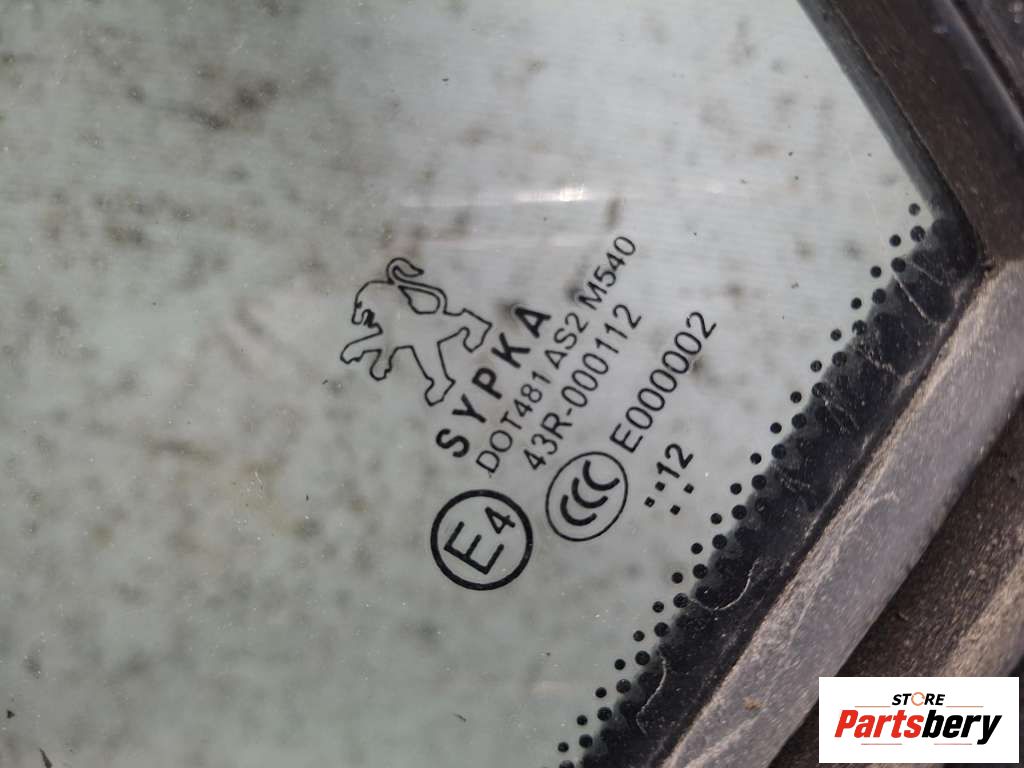 SYPKA
DOT481 AS2 M540
43R-000112
E4
CCC
E000002
12
STORE
Partsbery